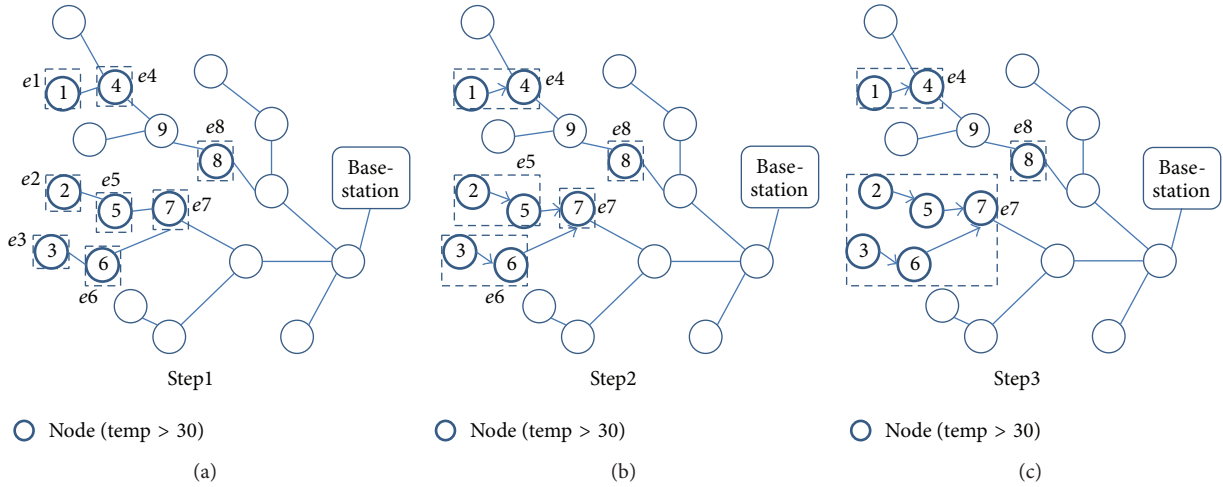 e1
1
4
e4
9
e8
8
Base-
station
e2
2
e5
5
7
e7
e3
3
6
e6
Step1
Node (temp > 30)
(a)
1
4
e4
9
e8
8
Base-
station
2
e5
5
7
e7
3
6
e6
Step2
Node (temp > 30)
(b)
1
4
e4
9
e8
8
Base-
station
2
5
7
e7
3
6
Step3
Node (temp > 30)
(c)